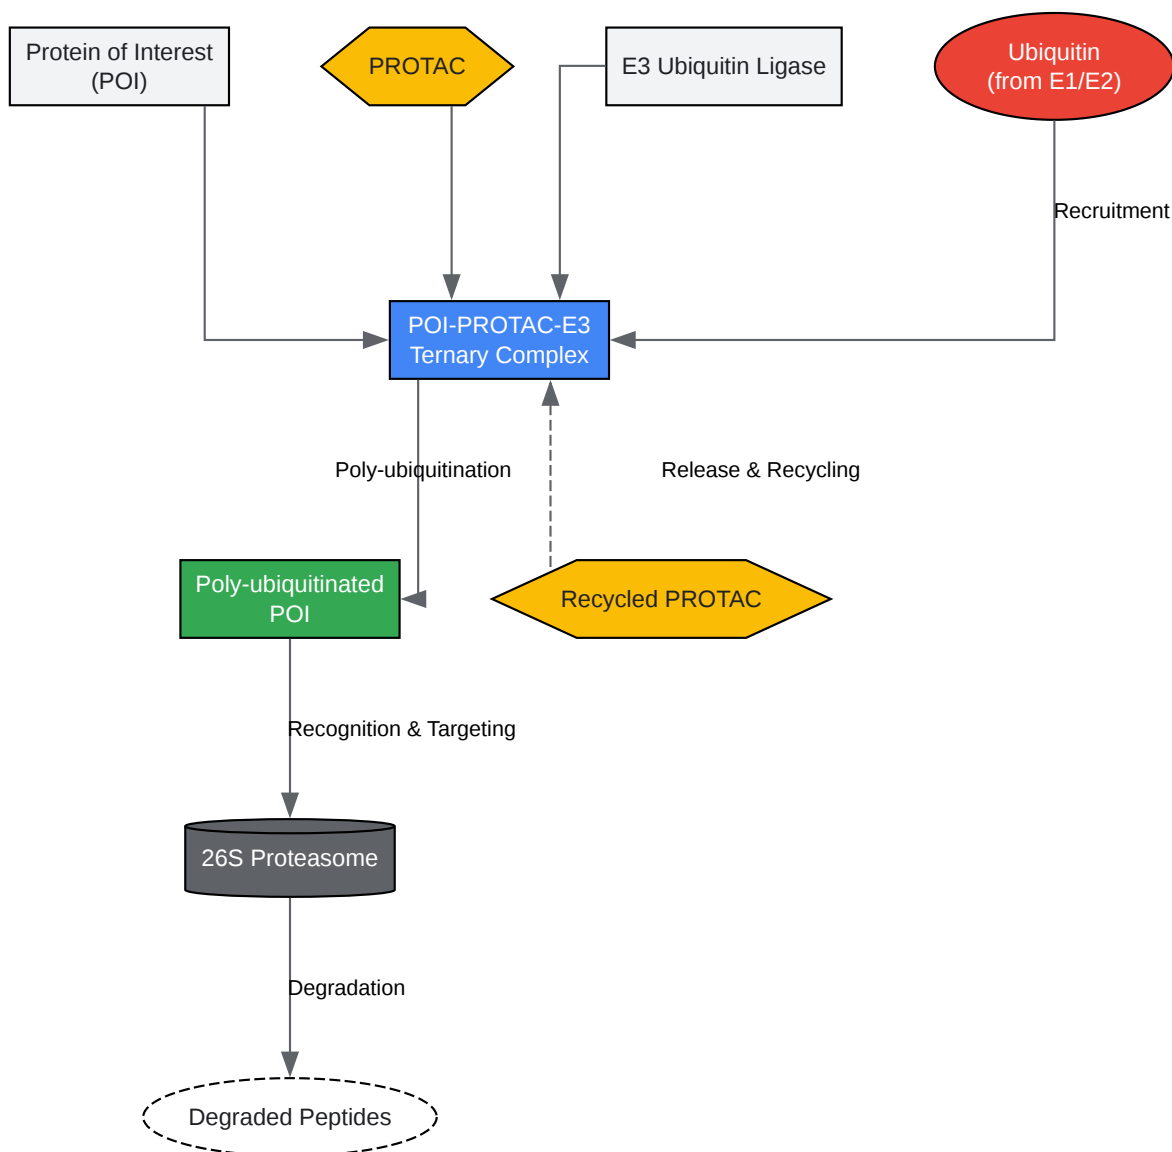 Protein of Interest
(POI)
PROTAC
E3 Ubiquitin Ligase
Ubiquitin
(from E1/E2)
Recruitment
POI-PROTAC-E3
Ternary Complex
Poly-ubiquitination
Release & Recycling
Poly-ubiquitinated
POI
Recycled PROTAC
Recognition & Targeting
26S Proteasome
Degradation
Degraded Peptides